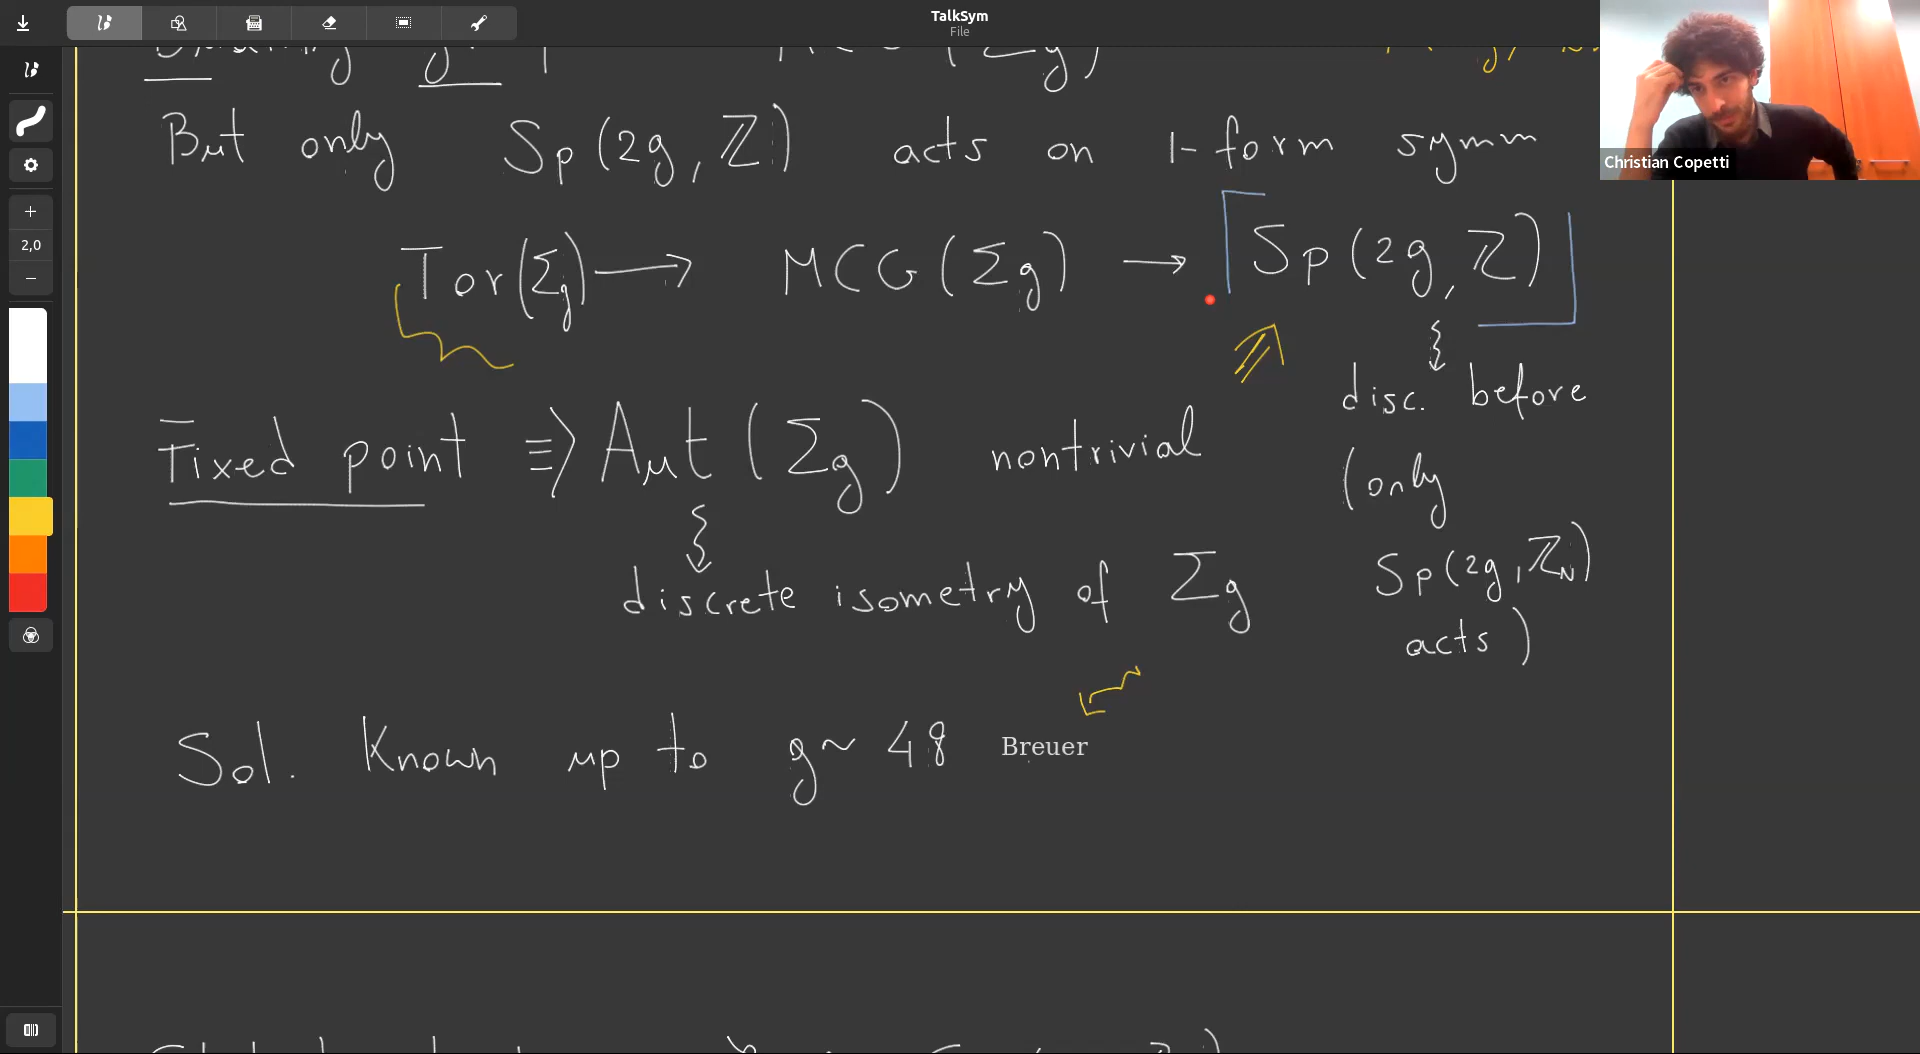 TalkSym
File
MCG (Σg)
But only Sp(2g, ℤ) acts on 1-form symm
Christian Copetti
Tor(Σg) → MCG(Σg) → Sp(2g, ℤ)
disc. before
(only
Sp(2g, ℤN)
acts)
Fixed point ⇒ Aut (Σg) nontrivial
discrete isometry of Σg
Sol. Known up to g~ 48 Breuer
2,0